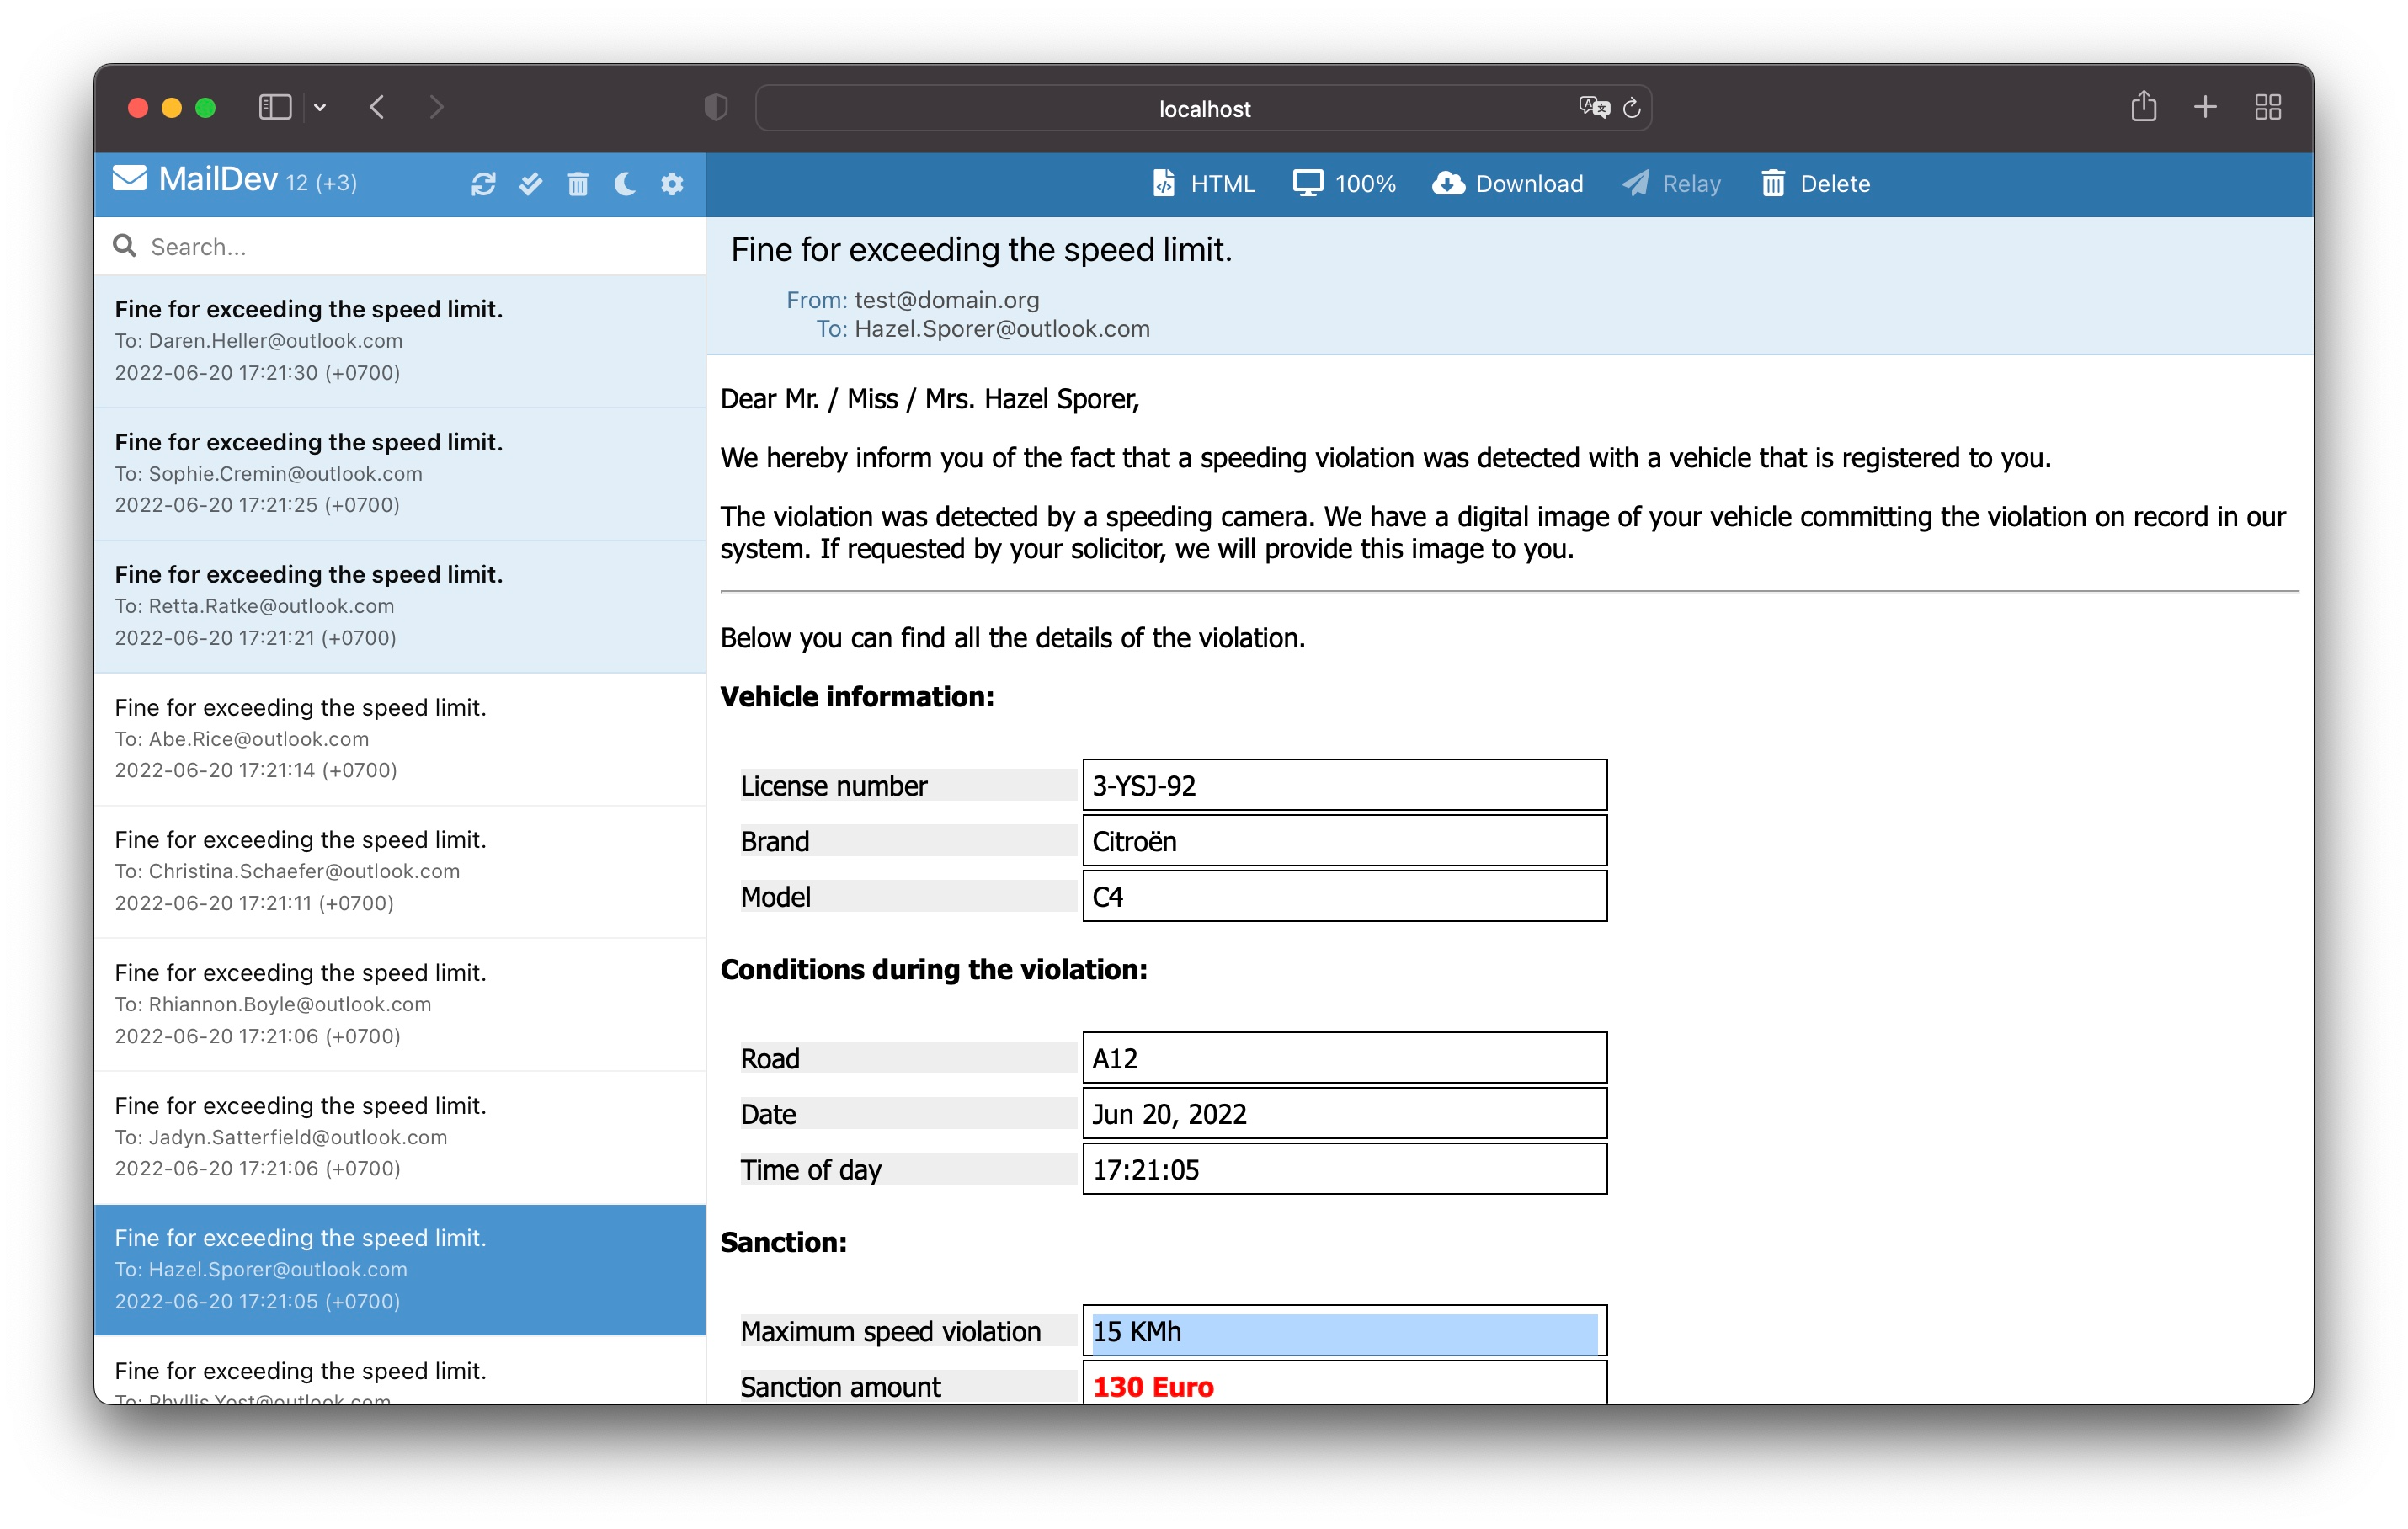 localhost
MailDev 12 (+3)
HTML 100% Download Relay Delete
Search...
Fine for exceeding the speed limit.
To: Daren.Heller@outlook.com
2022-06-20 17:21:30 (+0700)
Fine for exceeding the speed limit.
To: Sophie.Cremin@outlook.com
2022-06-20 17:21:25 (+0700)
Fine for exceeding the speed limit.
To: Retta.Ratke@outlook.com
2022-06-20 17:21:21 (+0700)
Fine for exceeding the speed limit.
To: Abe.Rice@outlook.com
2022-06-20 17:21:14 (+0700)
Fine for exceeding the speed limit.
To: Christina.Schaefer@outlook.com
2022-06-20 17:21:11 (+0700)
Fine for exceeding the speed limit.
To: Rhiannon.Boyle@outlook.com
2022-06-20 17:21:06 (+0700)
Fine for exceeding the speed limit.
To: Jadyn.Satterfield@outlook.com
2022-06-20 17:21:06 (+0700)
Fine for exceeding the speed limit.
To: Hazel.Sporer@outlook.com
2022-06-20 17:21:05 (+0700)
Fine for exceeding the speed limit.
To: Phyllis.Yost@outlook.com
Fine for exceeding the speed limit.
From: test@domain.org
To: Hazel.Sporer@outlook.com
Dear Mr. / Miss / Mrs. Hazel Sporer,
We hereby inform you of the fact that a speeding violation was detected with a vehicle that is registered to you.
The violation was detected by a speeding camera. We have a digital image of your vehicle committing the violation on record in our
system. If requested by your solicitor, we will provide this image to you.
Below you can find all the details of the violation.
Vehicle information:
License number 3-YSJ-92
Brand Citroën
Model C4
Conditions during the violation:
Road A12
Date Jun 20, 2022
Time of day 17:21:05
Sanction:
Maximum speed violation 15 KMh
Sanction amount 130 Euro